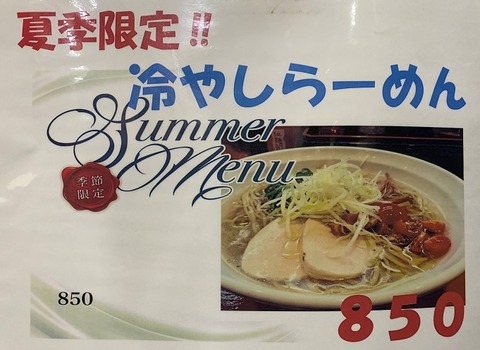 夏季限定!!
冷やしらーめん
Summer
Menu
季節
限定
850
850